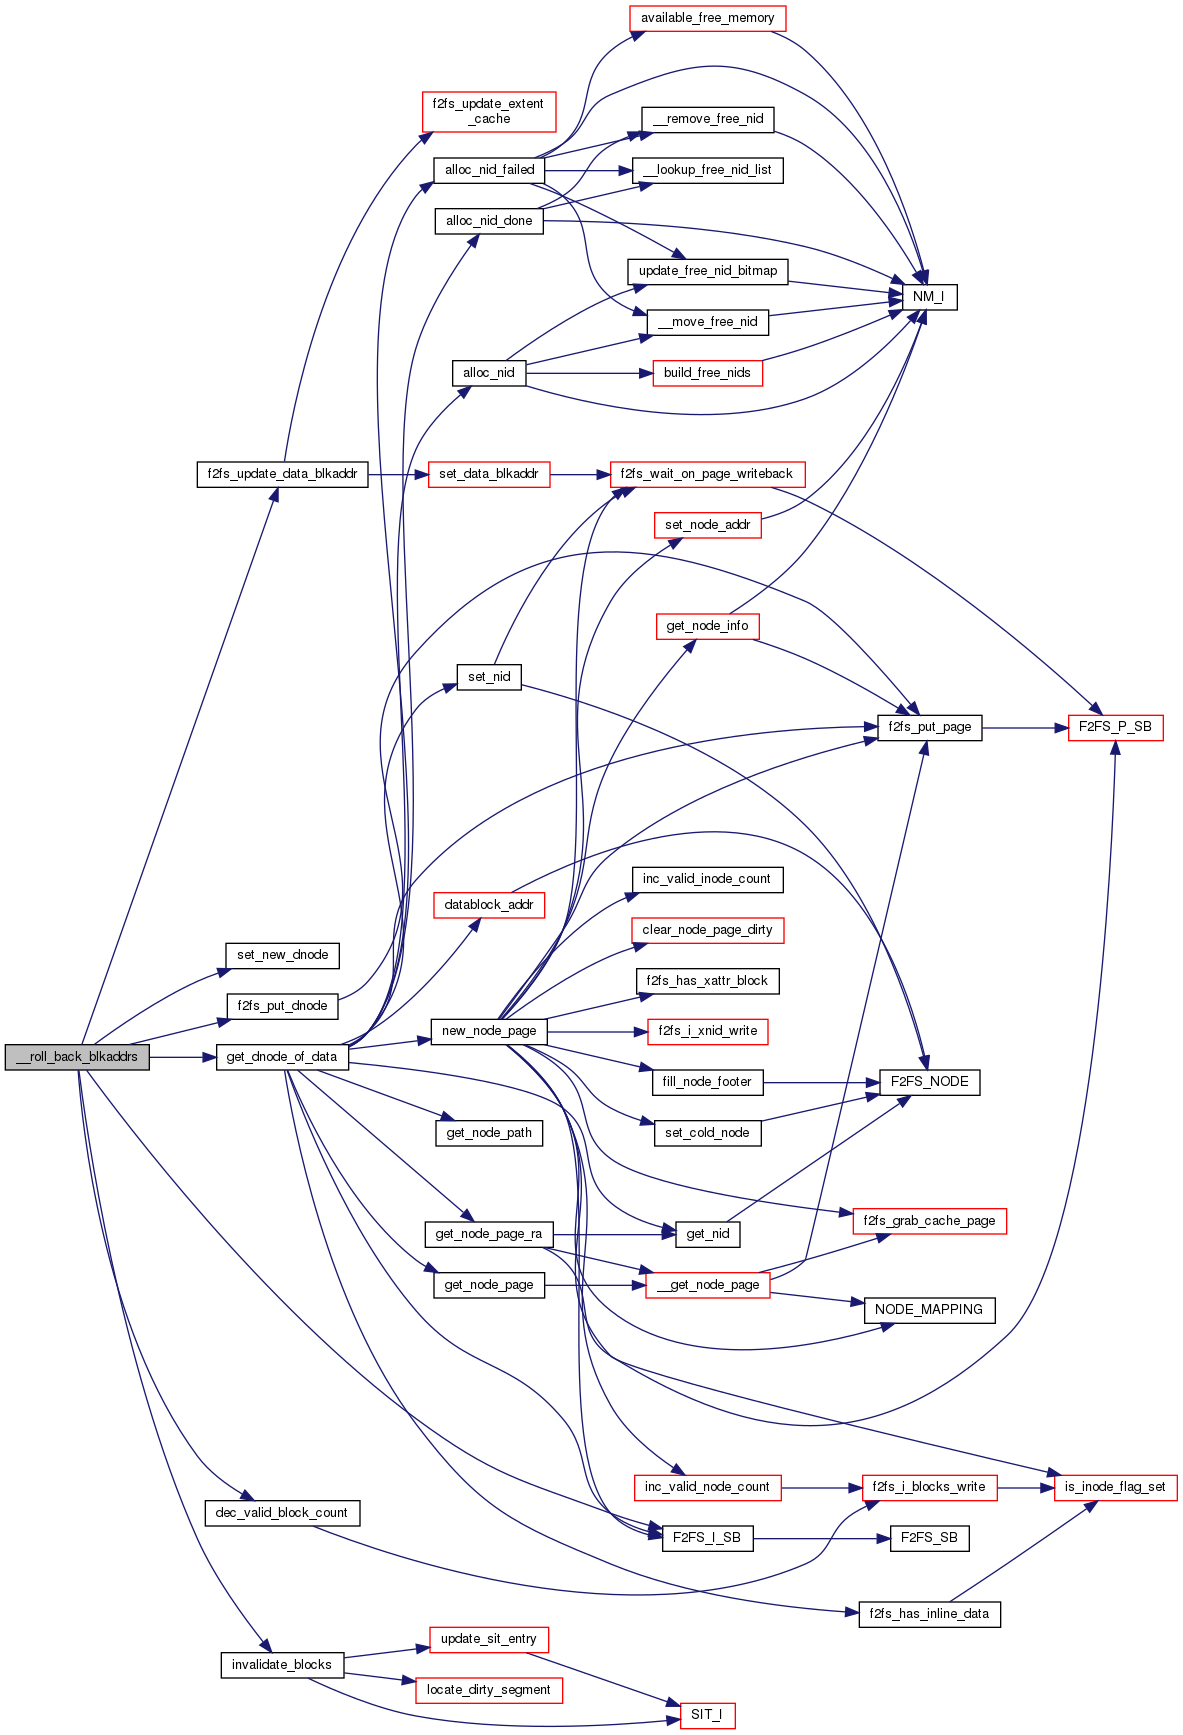 available_free_memory
f2fs_update_extent
_cache
__remove_free_nid
alloc_nid_failed
__lookup_free_nid_list
alloc_nid_done
update_free_nid_bitmap
NM_I
__move_free_nid
alloc_nid
build_free_nids
f2fs_update_data_blkaddr
set_data_blkaddr
f2fs_wait_on_page_writeback
set_node_addr
get_node_info
set_nid
f2fs_put_page
F2FS_P_SB
inc_valid_inode_count
datablock_addr
clear_node_page_dirty
set_new_dnode
f2fs_has_xattr_block
f2fs_put_dnode
new_node_page
f2fs_i_xnid_write
__roll_back_blkaddrs
get_dnode_of_data
fill_node_footer
F2FS_NODE
get_node_path
set_cold_node
f2fs_grab_cache_page
get_node_page_ra
get_nid
get_node_page
__get_node_page
NODE_MAPPING
inc_valid_node_count
f2fs_i_blocks_write
is_inode_flag_set
dec_valid_block_count
F2FS_I_SB
F2FS_SB
f2fs_has_inline_data
update_sit_entry
invalidate_blocks
locate_dirty_segment
SIT_I